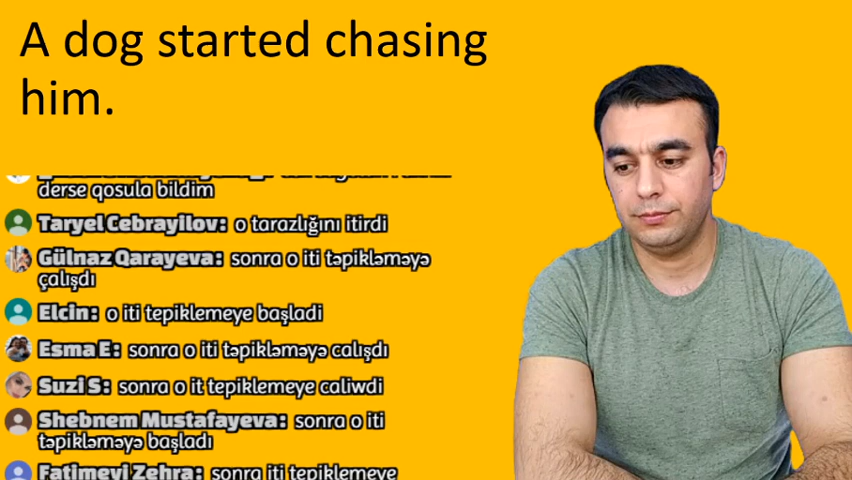 A dog started chasing
him.
derse qosula bildim
Taryel Cebrayilov: o tarazlığını itirdi
Gülnaz Qarayeva: sonra o iti təpikləməyə
çalışdı
Elcin: o iti tepiklemeye başladi
Esma E: sonra o iti təpikləməyə calışdı
Suzi S: sonra o it tepiklemeye caliwdi
Shebnem Mustafayeva: sonra o iti
təpikləməyə başladı
Fatimeyi Zehra: sonra iti tepiklemeye